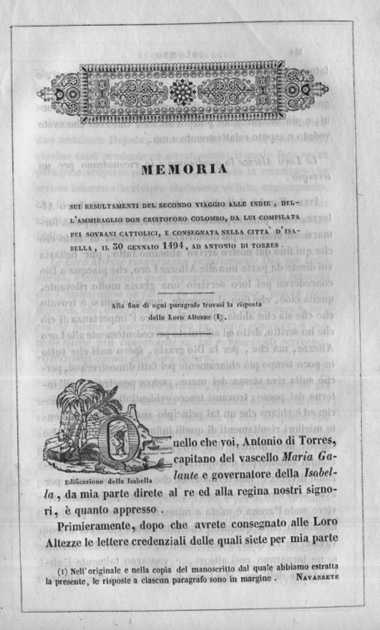 MEMORIA
SUI RESULTAMENTI DEL SECONDO VIAGGIO ALLE INDIE, DEL-
L'AMMIRAGLIO DON CRISTOFORO COLOMBO, DA LUI COMPILATA
PEI SOVRANI CATTOLICI, E CONSEGNATA NELLA CITTA' D'ISA-
BELLA, IL 30 GENNAIO 1494, AD ANTONIO DI TORRES.
Alla fine di ogni paragrafo trovasi la risposta
delle Loro Altezze (1).
Quello che voi, Antonio di Torres,
capitano del vascello Maria Ga-
lante e governatore della Isabel-
Edificazione della Isabella
la, da mia parte direte al re ed alla regina nostri signo-
ri, è quanto appresso.
Primieramente, dopo che avrete consegnato alle Loro
Altezze le lettere credenziali delle quali siete per mia parte
(1) Nell'originale e nella copia del manoscritto dal quale abbiamo estratta
la presente, le risposte a ciascun paragrafo sono in margine. NAVARRETE